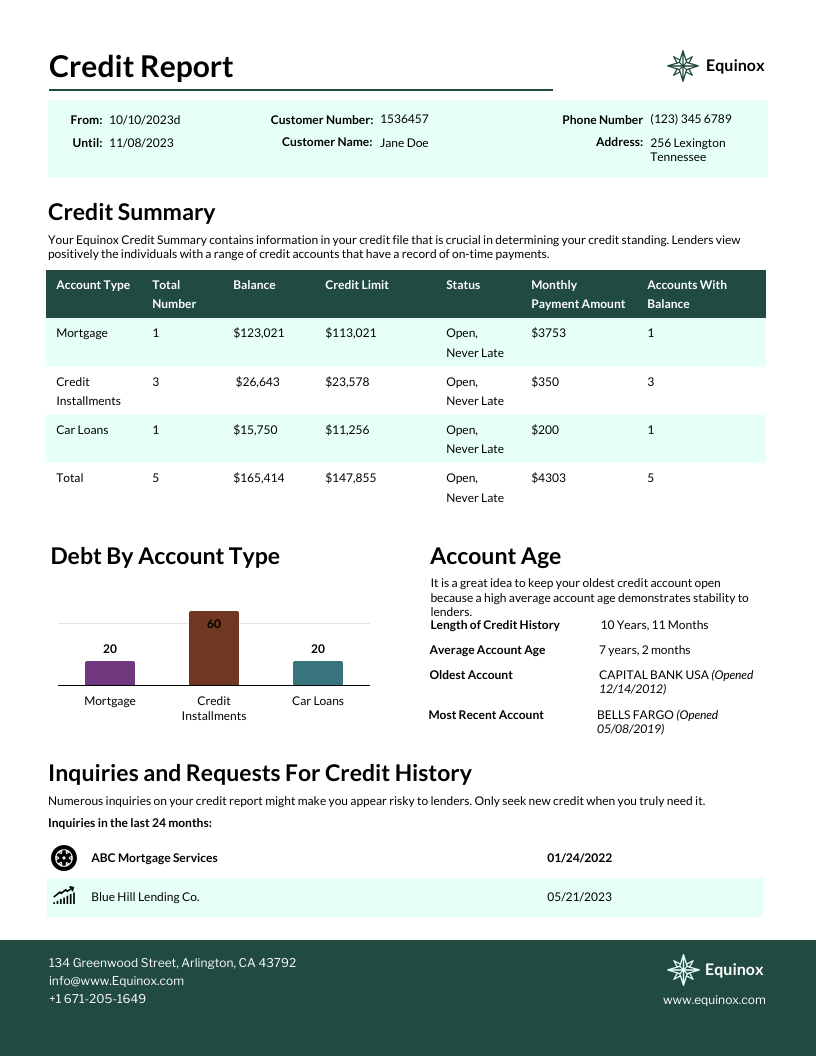 Credit Report
Equinox
From: 10/10/2023d Customer Number: 1536457 Phone Number (123) 345 6789
Until: 11/08/2023 Customer Name: Jane Doe Address: 256 Lexington
Tennessee
Credit Summary
Your Equinox Credit Summary contains information in your credit file that is crucial in determining your credit standing. Lenders view
positively the individuals with a range of credit accounts that have a record of on-time payments.
Account Type Total Balance Credit Limit Status Monthly Accounts With
Number Payment Amount Balance
Mortgage 1 $123,021 $113,021 Open, $3753 1
Never Late
Credit 3 $26,643 $23,578 Open, $350 3
Installments Never Late
Car Loans 1 $15,750 $11,256 Open, $200 1
Never Late
Total 5 $165,414 $147,855 Open, $4303 5
Never Late
Debt By Account Type
60
20 20
Mortgage Credit Car Loans
Installments
Account Age
It is a great idea to keep your oldest credit account open
because a high average account age demonstrates stability to
lenders.
Length of Credit History 10 Years, 11 Months
Average Account Age 7 years, 2 months
Oldest Account CAPITAL BANK USA (Opened
12/14/2012)
Most Recent Account BELLS FARGO (Opened
05/08/2019)
Inquiries and Requests For Credit History
Numerous inquiries on your credit report might make you appear risky to lenders. Only seek new credit when you truly need it.
Inquiries in the last 24 months:
ABC Mortgage Services 01/24/2022
Blue Hill Lending Co. 05/21/2023
134 Greenwood Street, Arlington, CA 43792
info@www.Equinox.com
+1 671-205-1649
Equinox
www.equinox.com